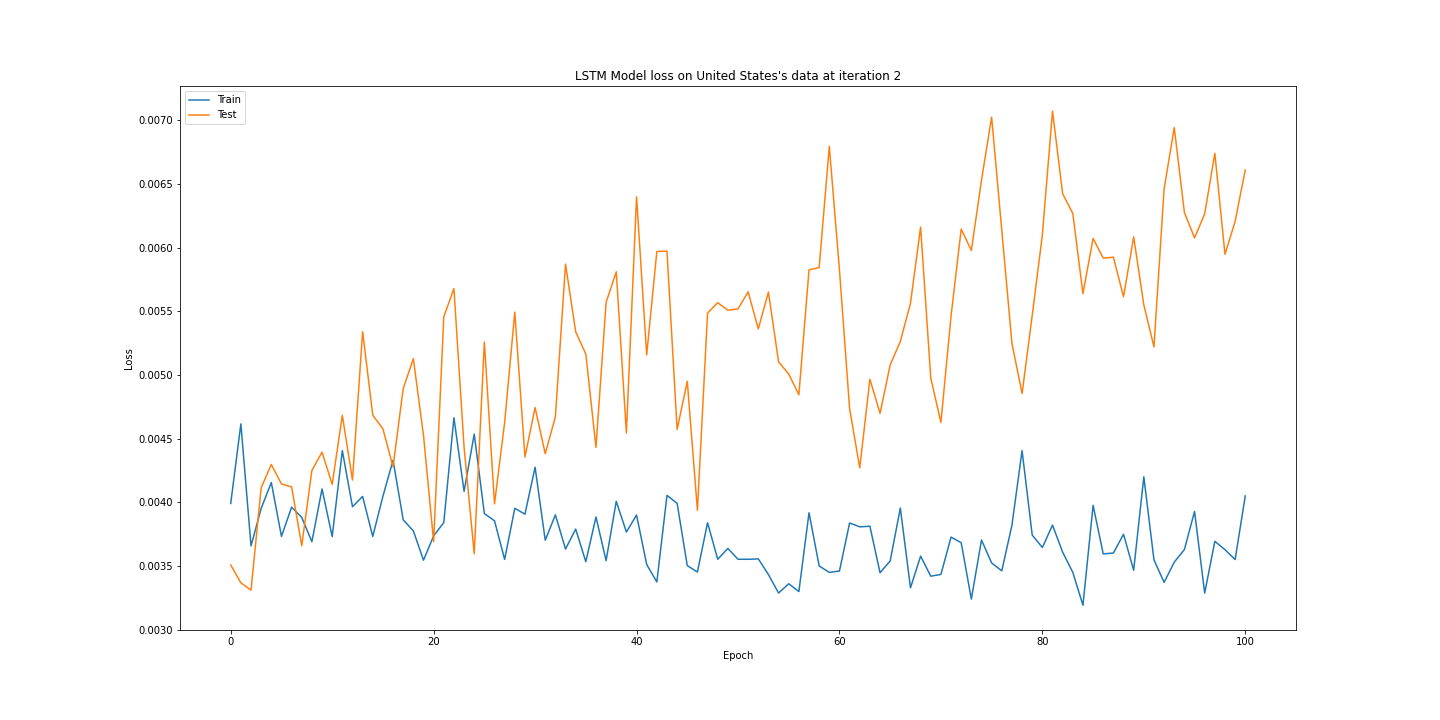 LSTM Model loss on United States's data at iteration 2
Train
Test
0.0070
0.0065
0.0060
0.0055
0.0050
0.0045
0.0040
0.0035
0.0030
Loss
0 20 40 60 80 100
Epoch